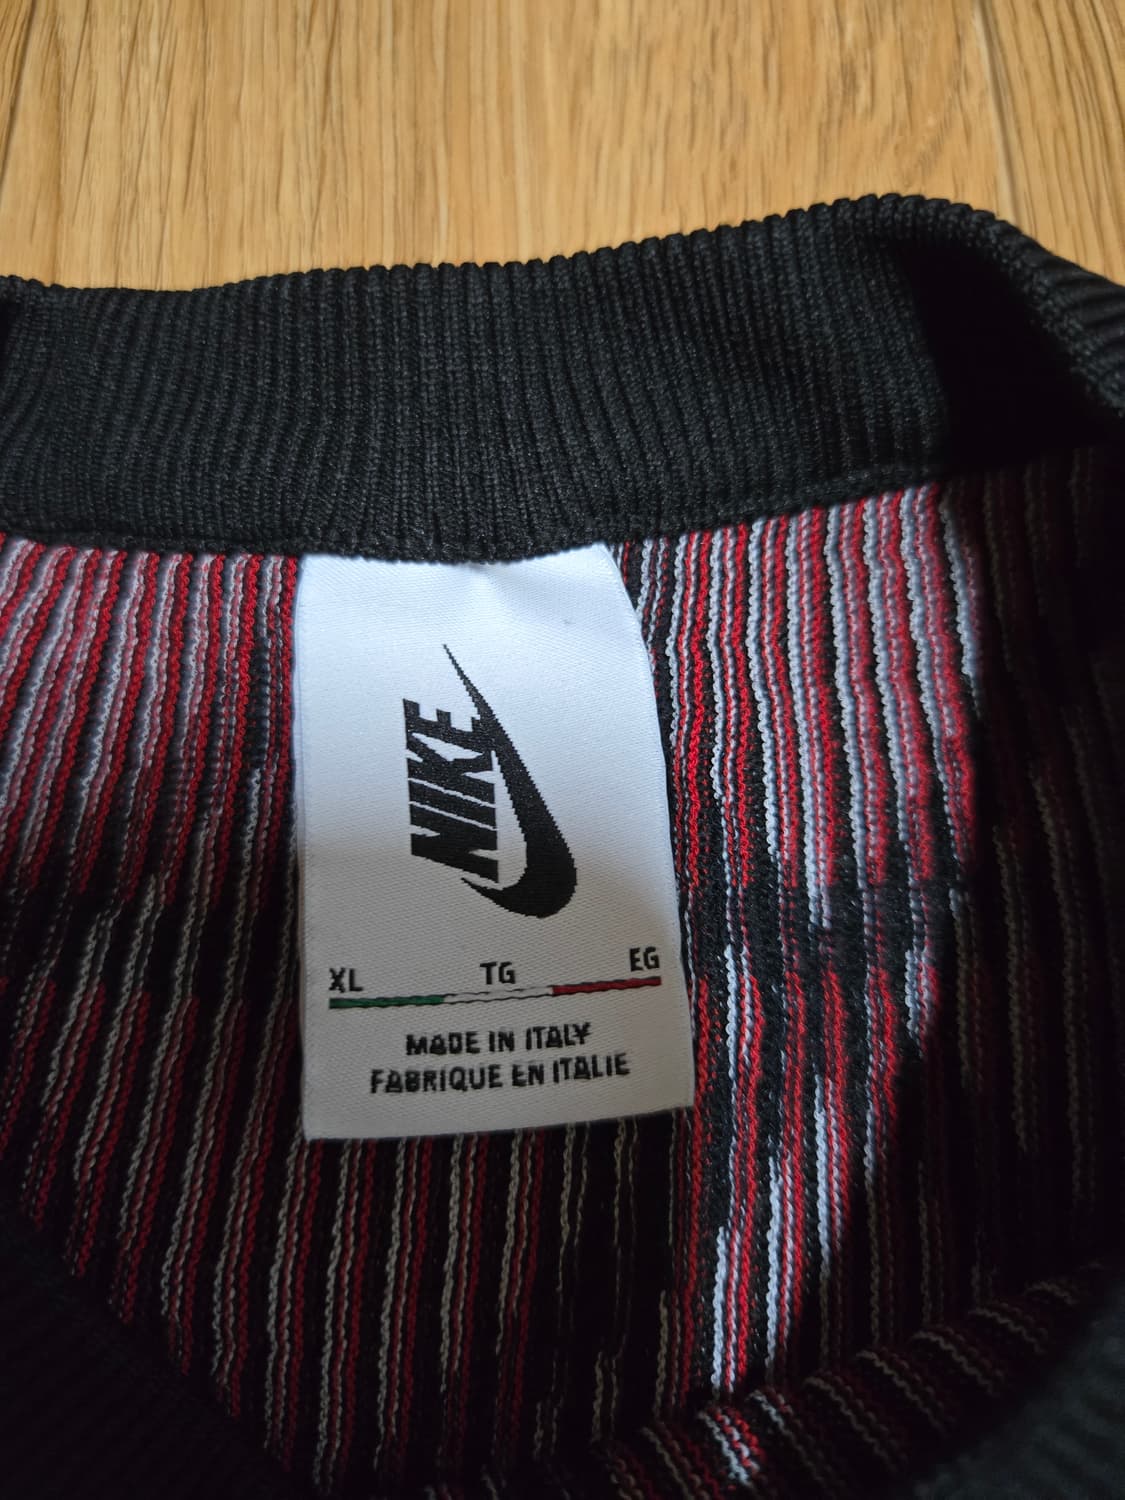 NIKE
XL TG EG
MADE IN ITALY
FABRIQUE EN ITALIE